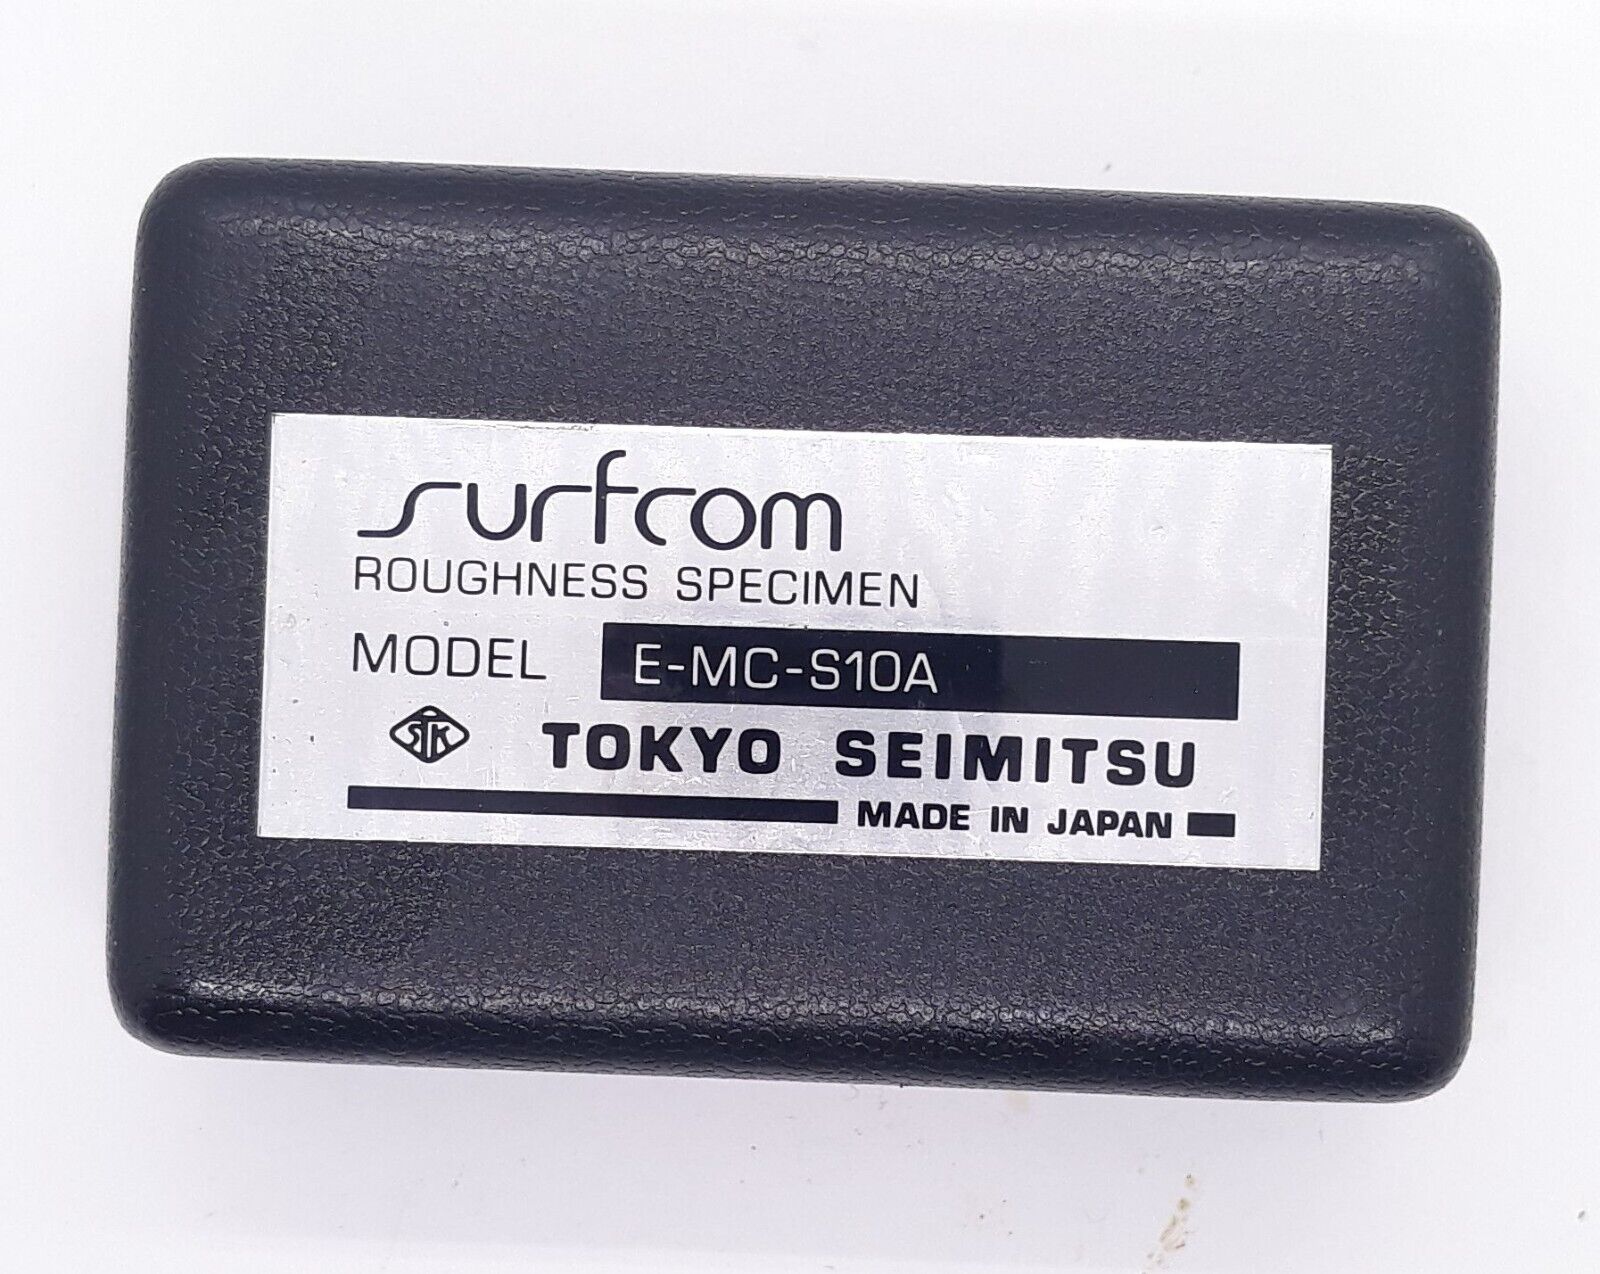 surfcom
ROUGHNESS SPECIMEN
MODEL E-MC-S10A
STK TOKYO SEIMITSU
MADE IN JAPAN